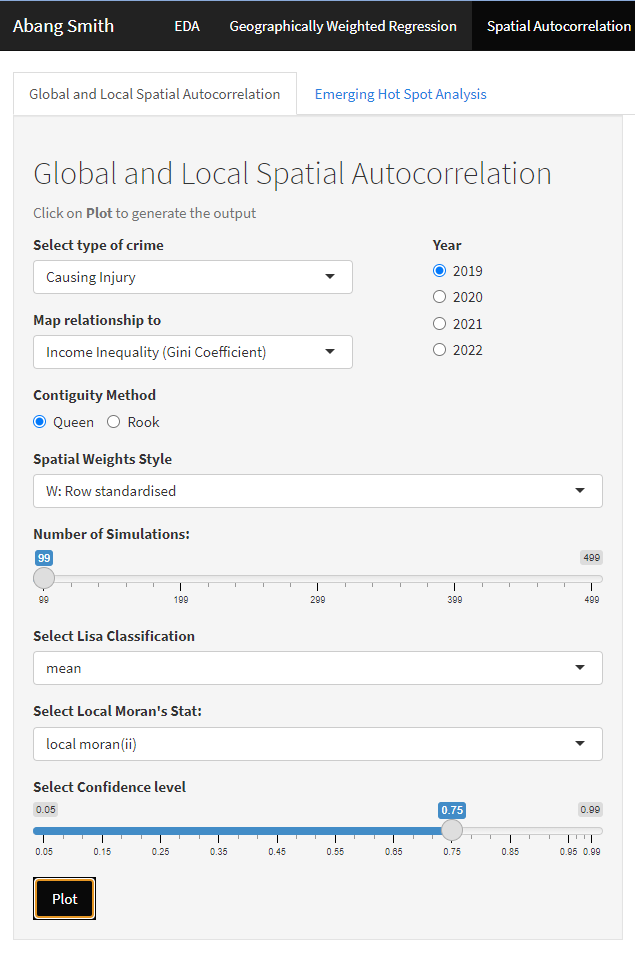 Abang Smith EDA Geographically Weighted Regression Spatial Autocorrelation
Global and Local Spatial Autocorrelation Emerging Hot Spot Analysis
Global and Local Spatial Autocorrelation
Click on Plot to generate the output
Select type of crime
Causing Injury
Map relationship to
Income Inequality (Gini Coefficient)
Year
2019
2020
2021
2022
Contiguity Method
Queen Rook
Spatial Weights Style
W: Row standardised
Number of Simulations:
99 499
99 199 299 399 499
Select Lisa Classification
mean
Select Local Moran's Stat:
local moran(ii)
Select Confidence level
0.05 0.75 0.99
0.05 0.15 0.25 0.35 0.45 0.55 0.65 0.75 0.85 0.95 0.99
Plot